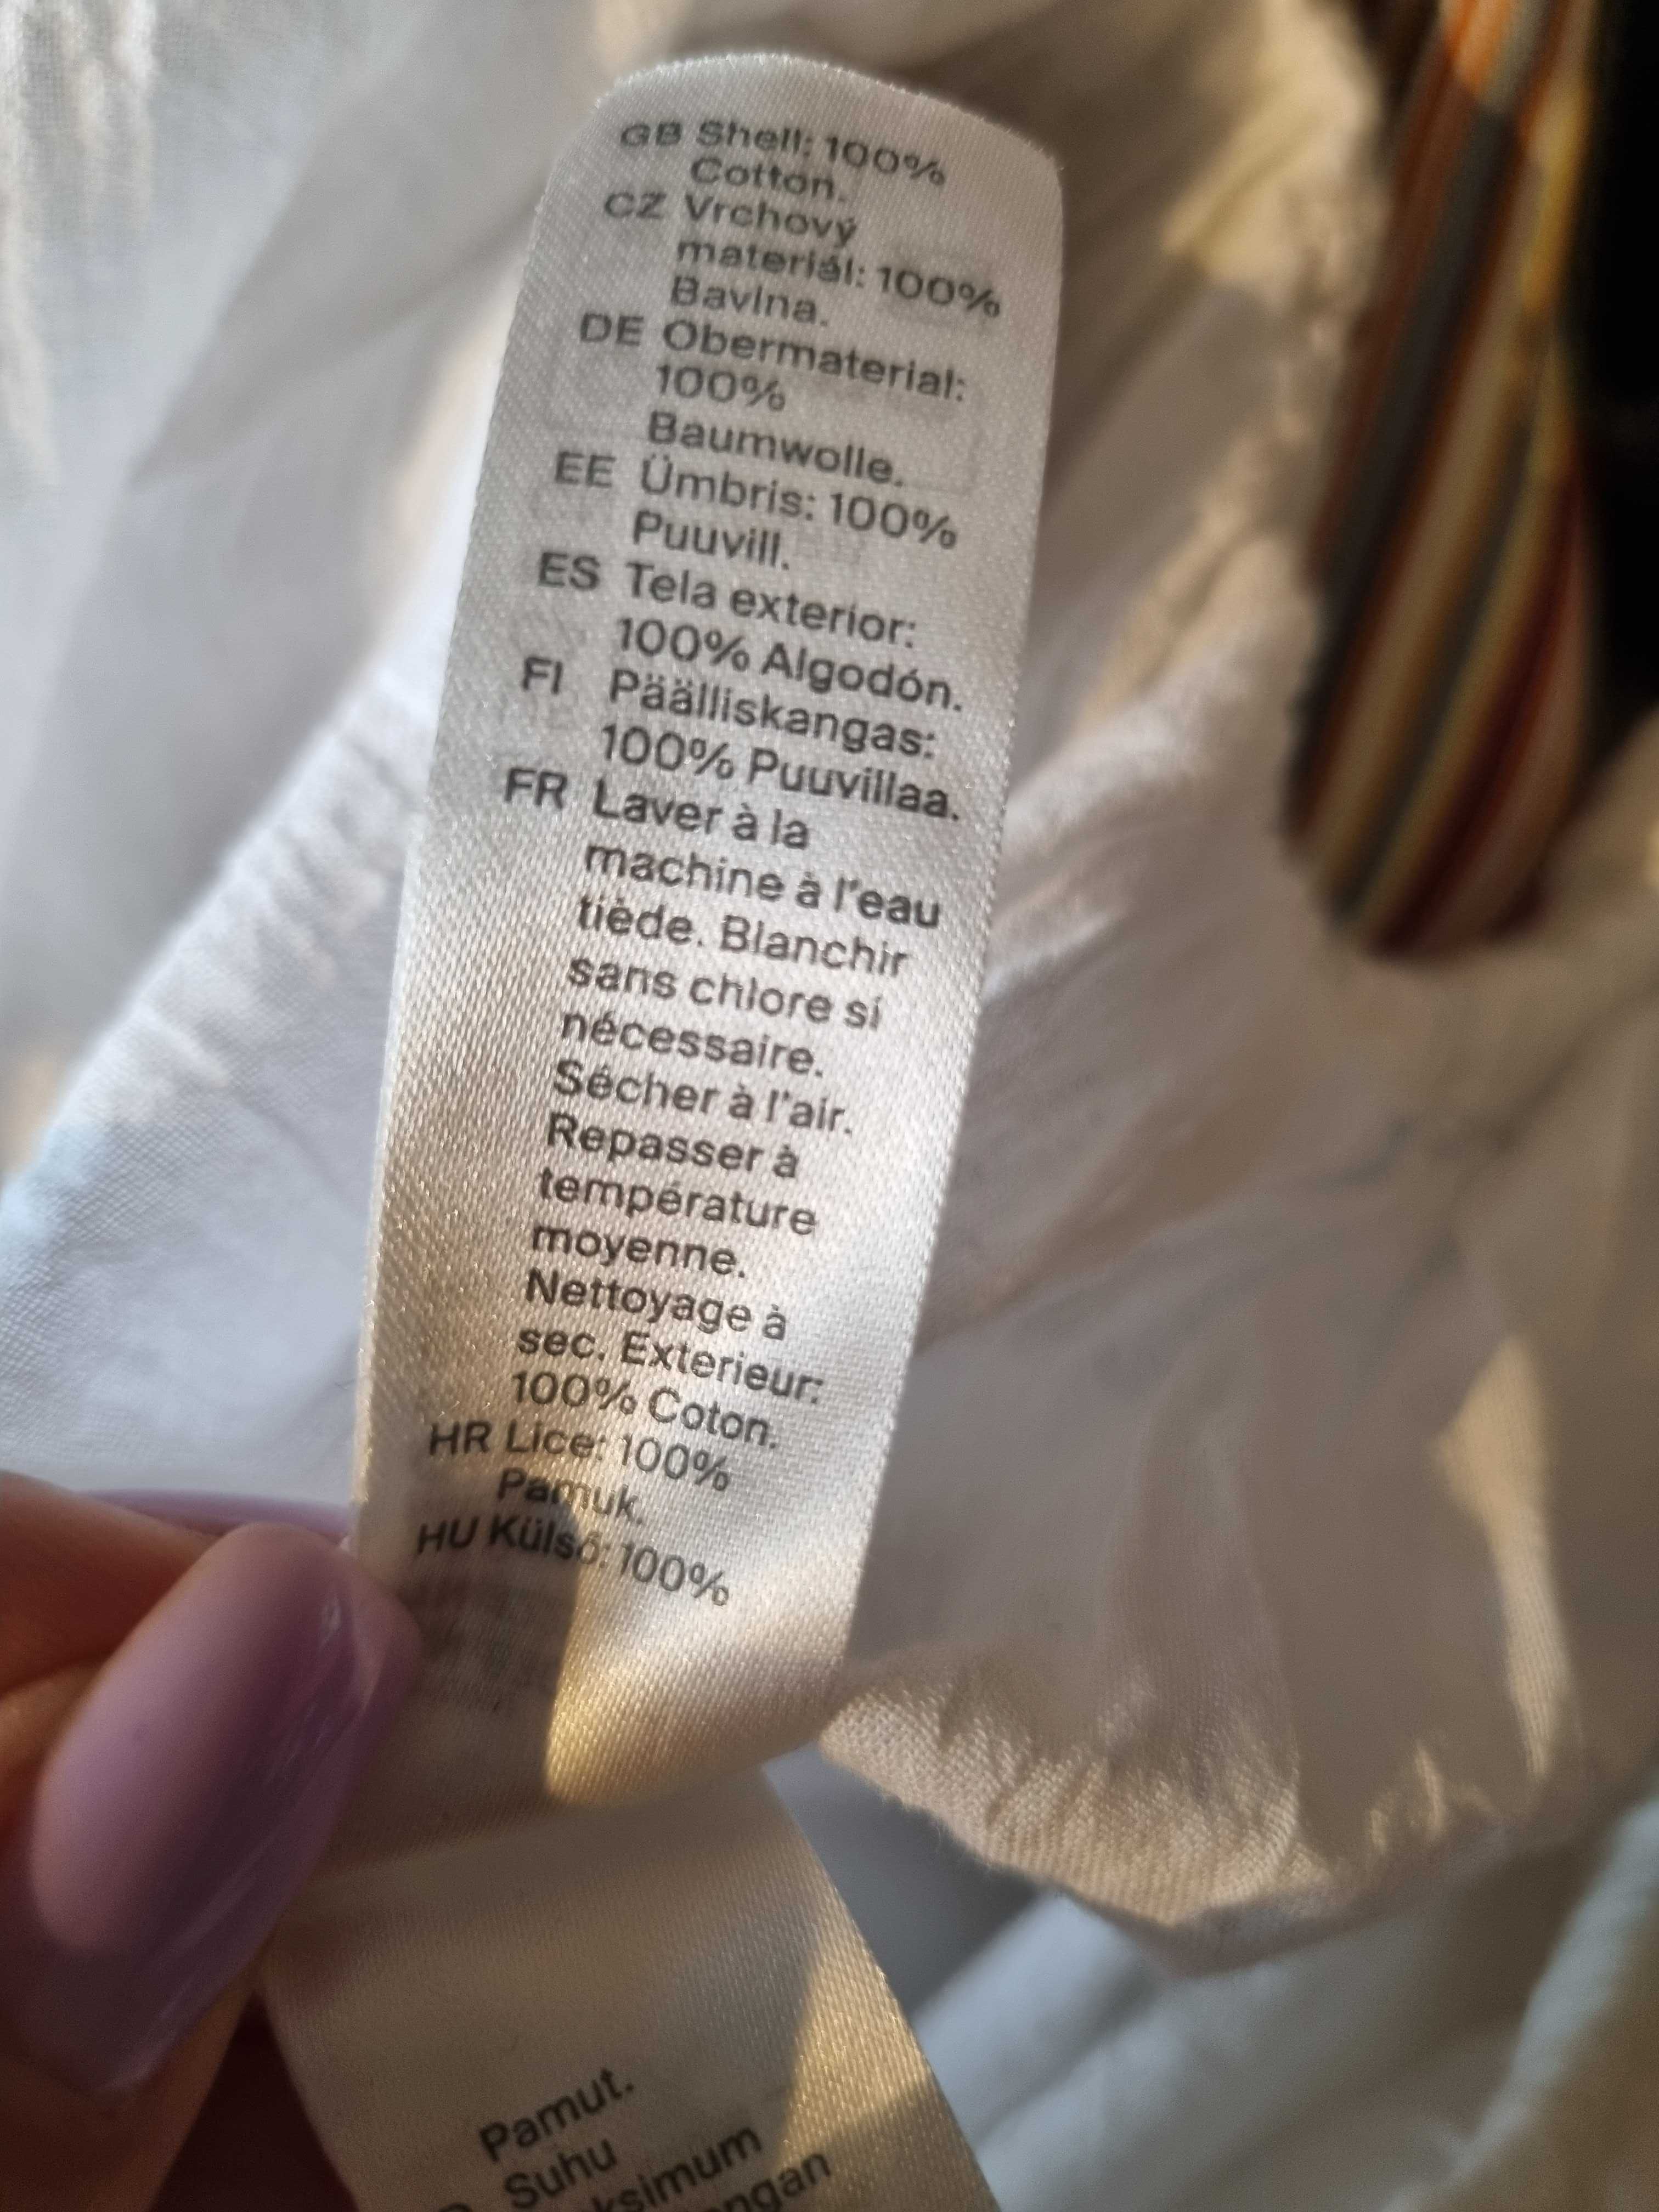 GB Shell: 100%
Cotton.
CZ Vrchový
materiál: 100%
Bavlna.
DE Obermaterial:
100%
Baumwolle.
EE Ümbris: 100%
Puuvill.
ES Tela exterior:
100% Algodón.
FI Päälliskangas:
100% Puuvillaa.
FR Laver à la
machine à l'eau
tiède. Blanchir
sans chlore si
nécessaire.
Sécher à l'air.
Repasser à
température
moyenne.
Nettoyage à
sec. Exterieur:
100% Coton.
HR Lice: 100%
Pamuk.
HU Külső: 100%
Pamut.
Suhu